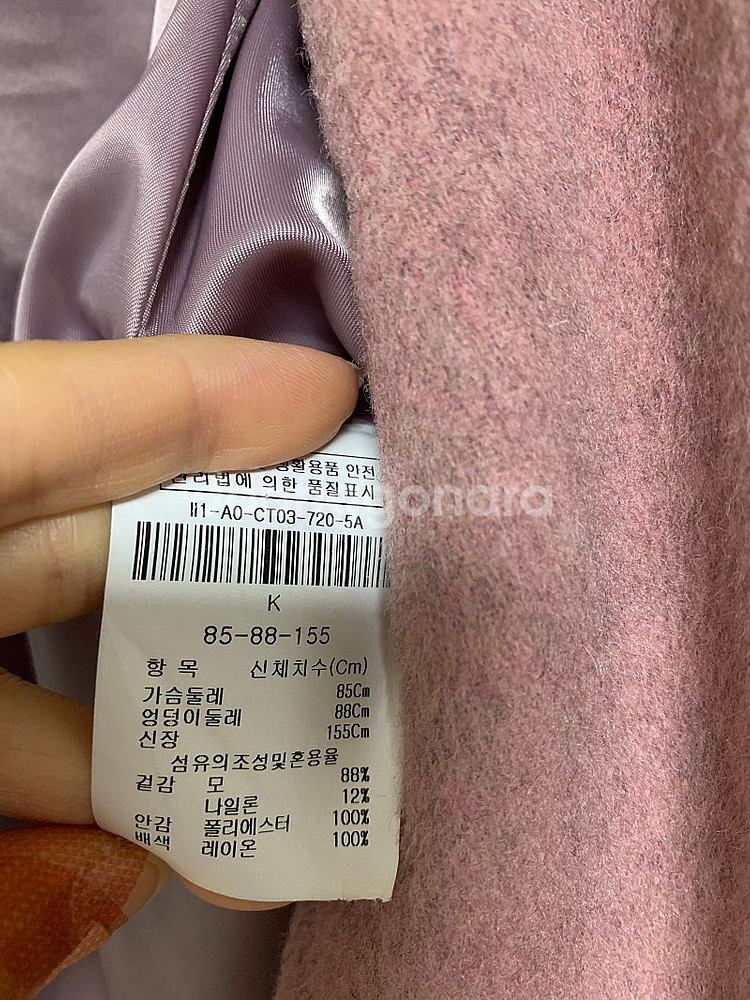 생활용품 안전
관리법에 의한 품질표시
li1-A0-CT03-720-5A
K
85-88-155
항 목 신체치수(Cm)
가슴둘레 85Cm
엉덩이둘레 88Cm
신장 155Cm
섬유의조성및혼용율
겉감 모 88%
나일론 12%
안감 폴리에스터 100%
배색 레이온 100%